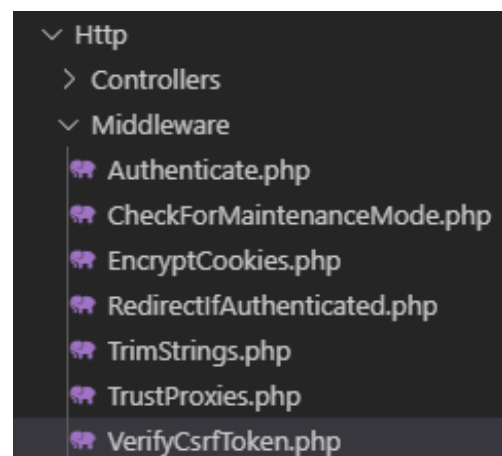 Http
Controllers
Middleware
Authenticate.php
CheckForMaintenanceMode.php
EncryptCookies.php
RedirectIfAuthenticated.php
TrimStrings.php
TrustProxies.php
VerifyCsrfToken.php